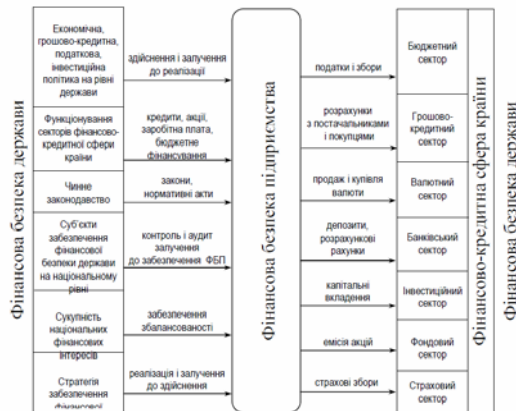 Фінансова безпека держави
Економічна,
грошово-кредитна,
податкова,
інвестиційна
політика на рівні
держави
Функціонування
секторів фінансово-
кредитної сфери
країни
Чинне
законодавство
Суб'єкти
забезпечення
фінансової
безпеки держави
на національному
рівні
Сукупність
національних
фінансових
інтересів
Стратегія
забезпечення
фінансової
здійснення і залучення
до реалізації
кредити, акції,
заробітна плата,
бюджетне
фінансування
закони,
нормативні акти
контроль і аудит
залучення
до забезпечення ФБП
забезпечення
збалансованості
реалізація і залучення
до здійснення
Фінансова безпека підприємства
податки і збори
розрахунки
з постачальниками
і покупцями
продаж і купівля
валюти
депозити,
розрахункові
рахунки
капітальні
вкладення
емісія акцій
страхові збори
Бюджетний
сектор
Грошово-
кредитний
сектор
Валютний
сектор
Банківський
сектор
Інвестиційний
сектор
Фондовий
сектор
Страховий
сектор
Фінансово-кредитна сфера країни
Фінансова безпека держави